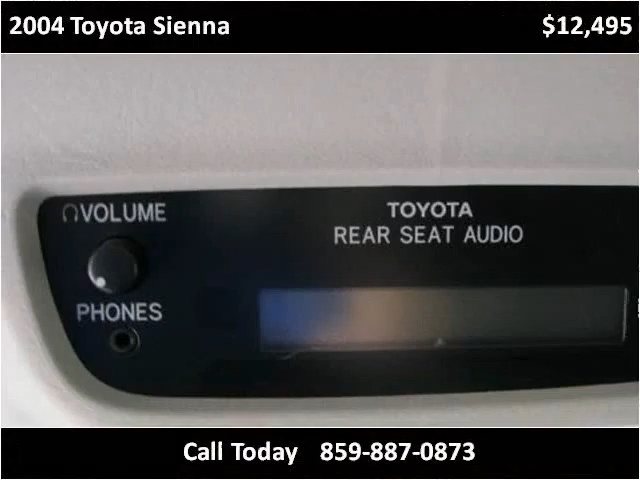 2004 Toyota Sienna $12,495
VOLUME
TOYOTA
REAR SEAT AUDIO
PHONES
Call Today 859-887-0873